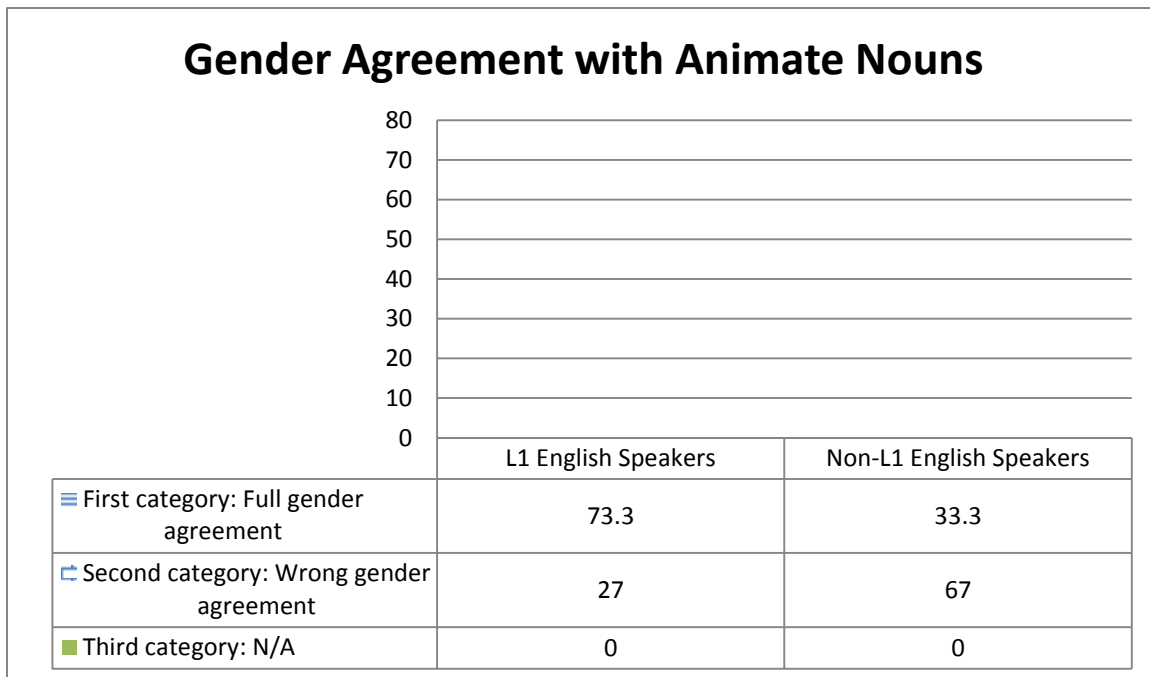 Gender Agreement with Animate Nouns
80
70
60
50
40
30
20
10
0
L1 English Speakers Non-L1 English Speakers
First category: Full gender
agreement 73.3 33.3
Second category: Wrong gender
agreement 27 67
Third category: N/A 0 0